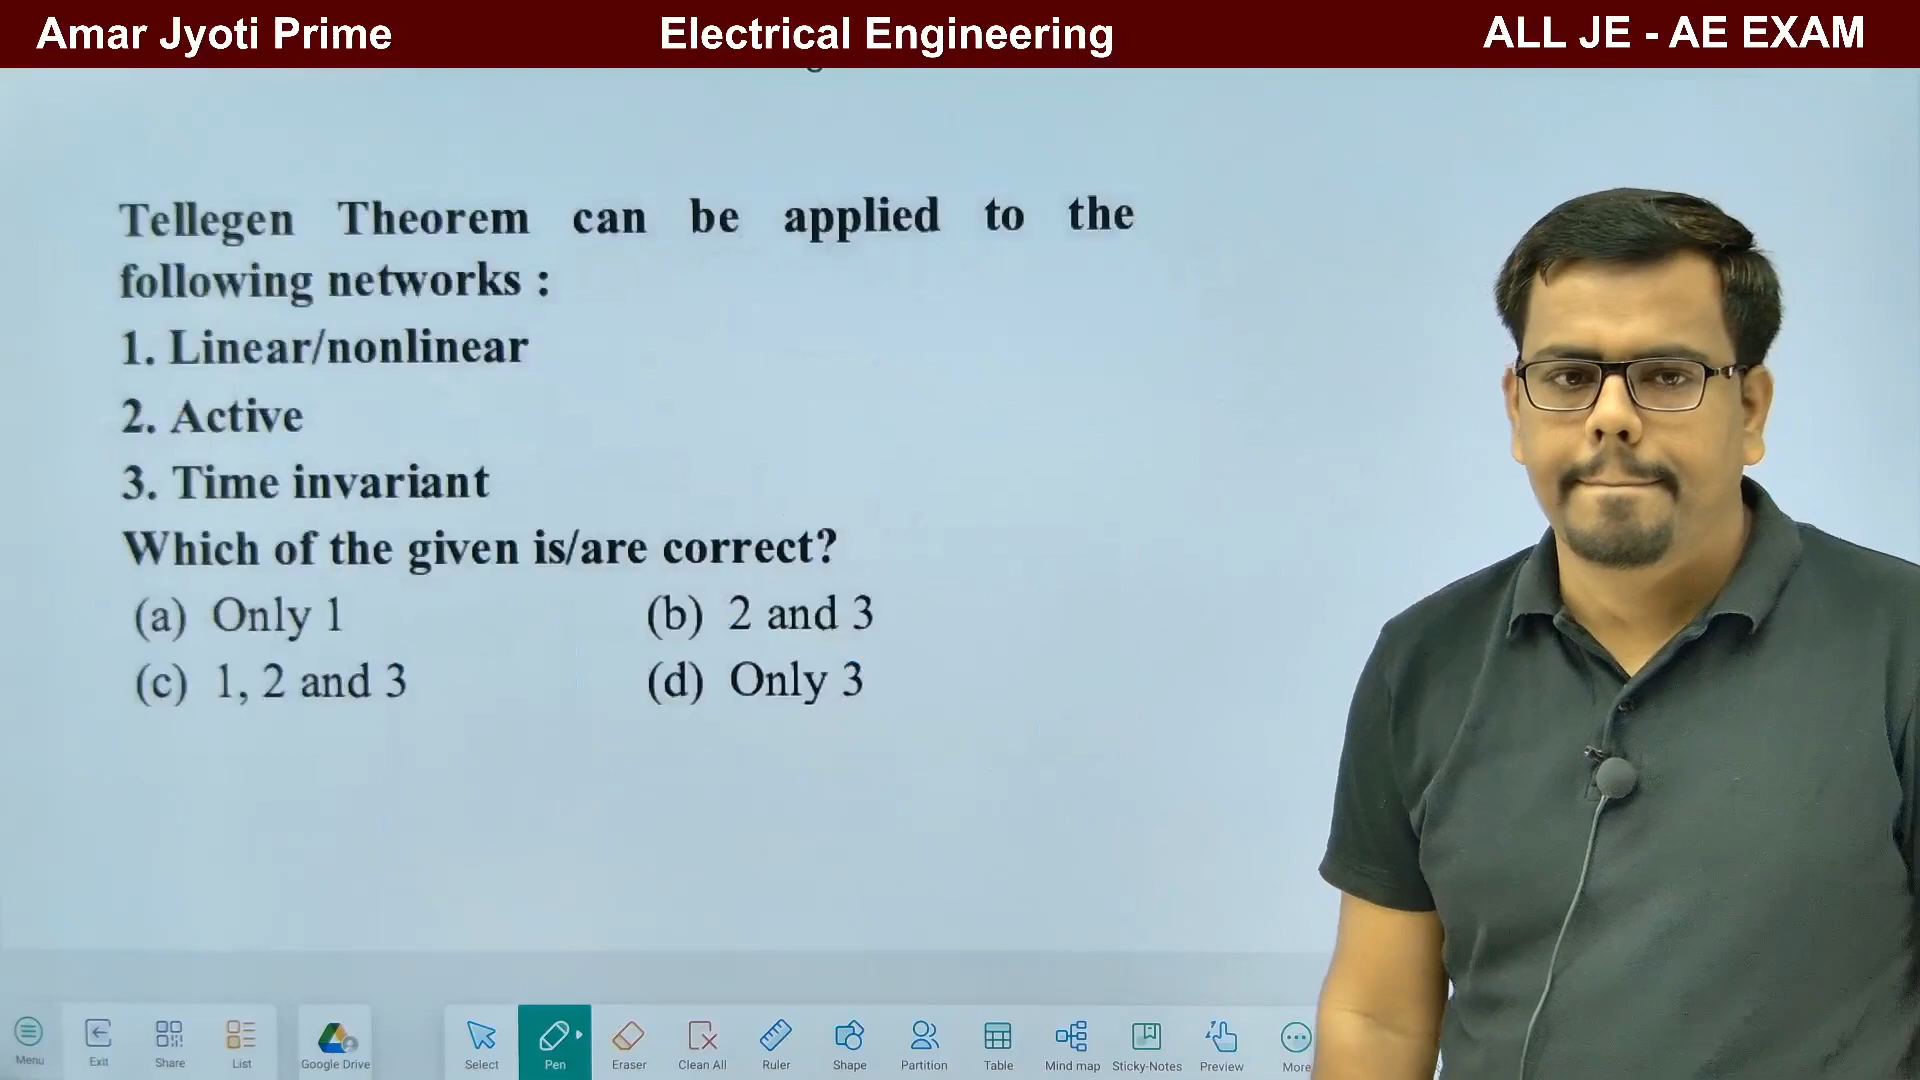 Amar Jyoti Prime Electrical Engineering ALL JE - AE EXAM
Tellegen Theorem can be applied to the
following networks :
1. Linear/nonlinear
2. Active
3. Time invariant
Which of the given is/are correct?
(a) Only 1 (b) 2 and 3
(c) 1, 2 and 3 (d) Only 3
Menu Exit Share List Google Drive Select Pen Eraser Clean All Ruler Shape Partition Table Mind map Sticky-Notes Preview More